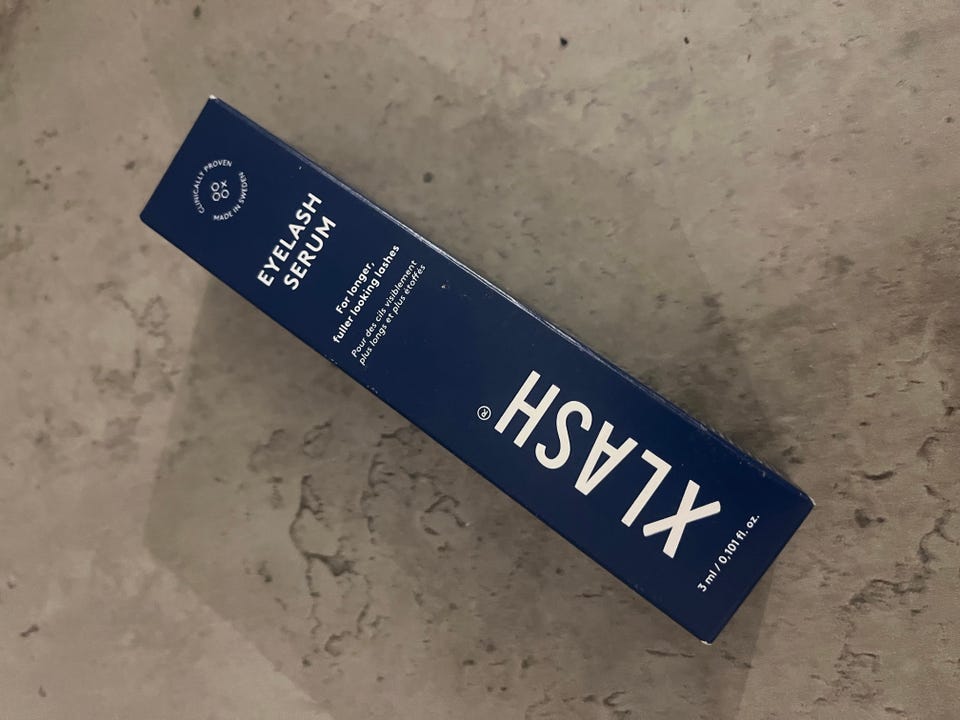 CLINICALLY PROVEN
MADE IN SWEDEN
EYELASH
SERUM
For longer,
fuller looking lashes
Pour des cils visiblement
plus longs et plus étoffés
XLASH®
3 ml / 0,101 fl. oz.